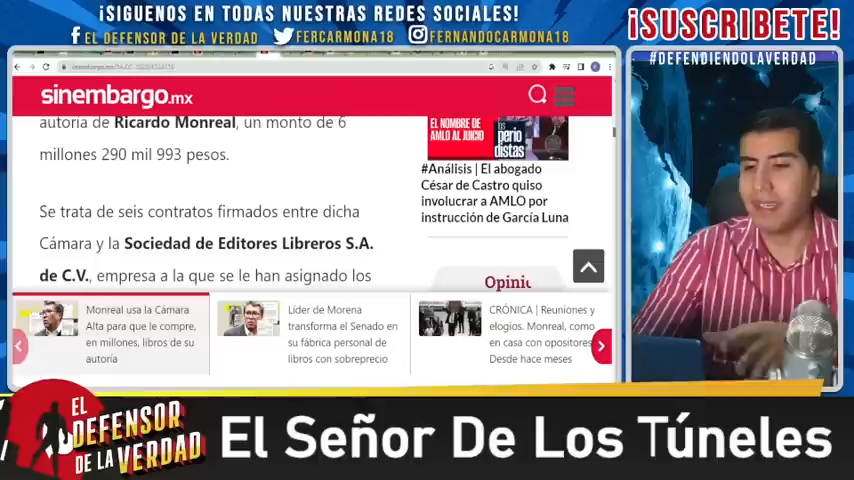 ¡SIGUENOS EN TODAS NUESTRAS REDES SOCIALES!
EL DEFENSOR DE LA VERDAD
FERCARMONA18
FERNANDOCARMONA18
¡SUSCRIBETE!
#DEFENDIENDOLAVERDAD
sinembargo.mx
autoría de Ricardo Monreal, un monto de 6
millones 290 mil 993 pesos.
Se trata de seis contratos firmados entre dicha
Cámara y la Sociedad de Editores Libreros S.A.
de C.V., empresa a la que se le han asignado los
EL NOMBRE DE
AMLO AL JUICIO
los
perio
distas
#Análisis | El abogado
César de Castro quiso
involucrar a AMLO por
instrucción de García Luna
Opinic
Monreal usa la Cámara
Alta para que le compre,
en millones, libros de su
autoría
Líder de Morena
transforma el Senado en
su fábrica personal de
libros con sobreprecio
CRÓNICA | Reuniones y
elogios. Monreal, como
en casa con opositores
Desde hace meses
EL
DEFENSOR
DE LA VERDAD
El Señor De Los Túneles